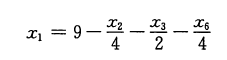 x₁ = 9 − x₂/4 − x₃/2 − x₆/4